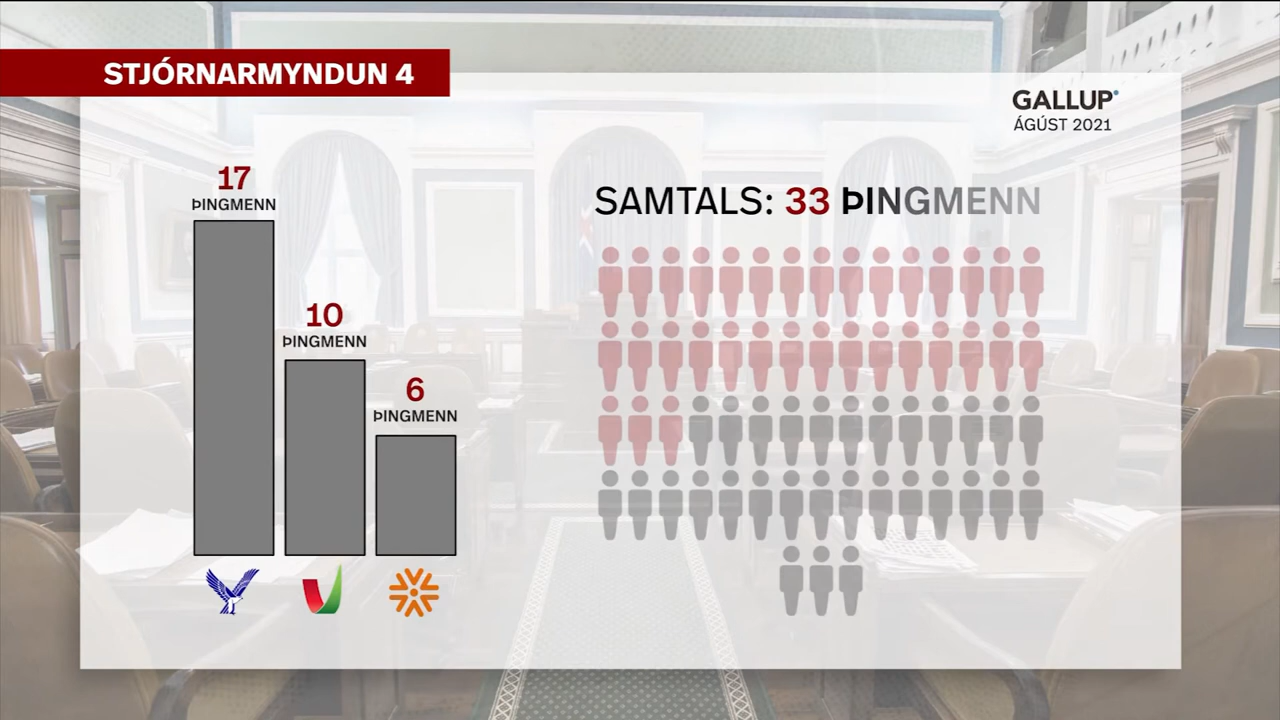 STJÓRNARMYNDUN 4
GALLUP
ÁGÚST 2021
17
ÞINGMENN
10
ÞINGMENN
6
ÞINGMENN
SAMTALS: 33 ÞINGMENN